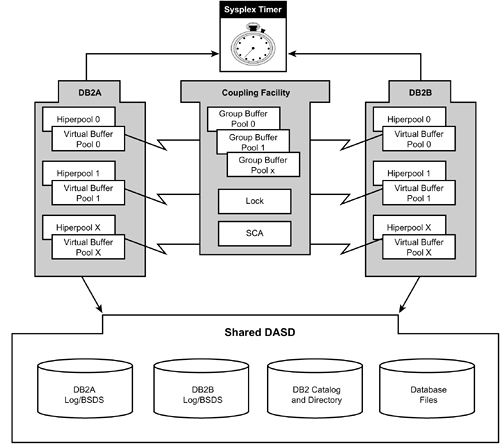 Sysplex Timer
DB2A
Hiperpool 0
Virtual Buffer
Pool 0
Hiperpool 1
Virtual Buffer
Pool 1
Hiperpool X
Virtual Buffer
Pool X
Coupling Facility
Group Buffer
Pool 0
Group Buffer
Pool 1
Group Buffer
Pool x
Lock
SCA
DB2B
Hiperpool 0
Virtual Buffer
Pool 0
Hiperpool 1
Virtual Buffer
Pool 1
Hiperpool X
Virtual Buffer
Pool X
Shared DASD
DB2A
Log/BSDS
DB2B
Log/BSDS
DB2 Catalog
and Directory
Database
Files